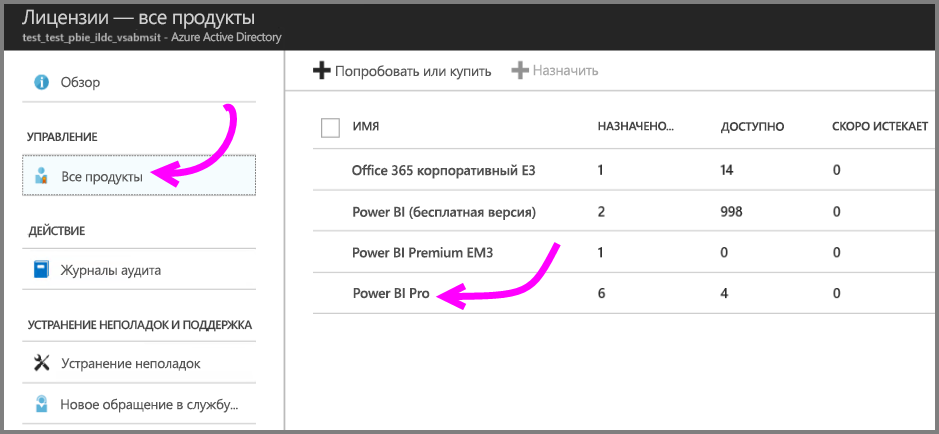 Лицензии — все продукты
test_test_pbie_ildc_vsabmsit - Azure Active Directory
Обзор
УПРАВЛЕНИЕ
Все продукты
ДЕЙСТВИЕ
Журналы аудита
УСТРАНЕНИЕ НЕПОЛАДОК И ПОДДЕРЖКА
Устранение неполадок
Новое обращение в службу...
Попробовать или купить Назначить
ИМЯ НАЗНАЧЕНО... ДОСТУПНО СКОРО ИСТЕКАЕТ
Office 365 корпоративный E3 1 14 0
Power BI (бесплатная версия) 2 998 0
Power BI Premium EM3 1 0 0
Power BI Pro 6 4 0